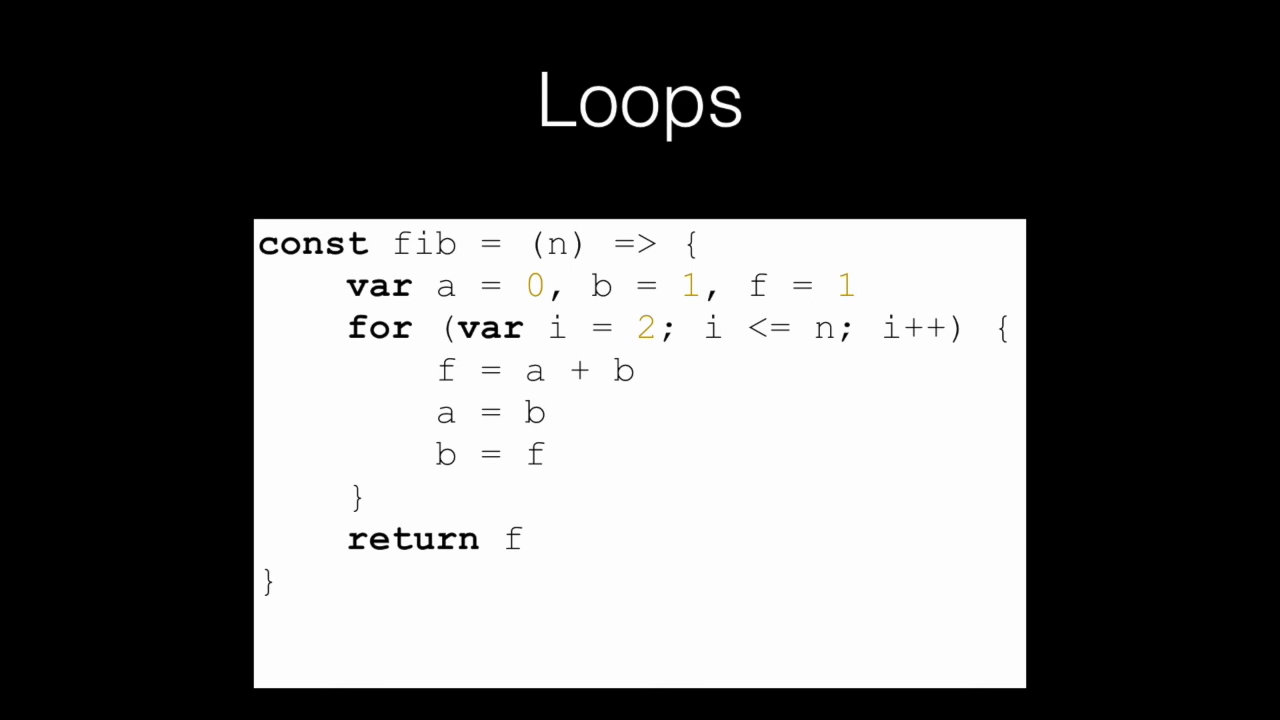 Loops
const fib = (n) => {
    var a = 0, b = 1, f = 1
    for (var i = 2; i <= n; i++) {
        f = a + b
        a = b
        b = f
    }
    return f
}